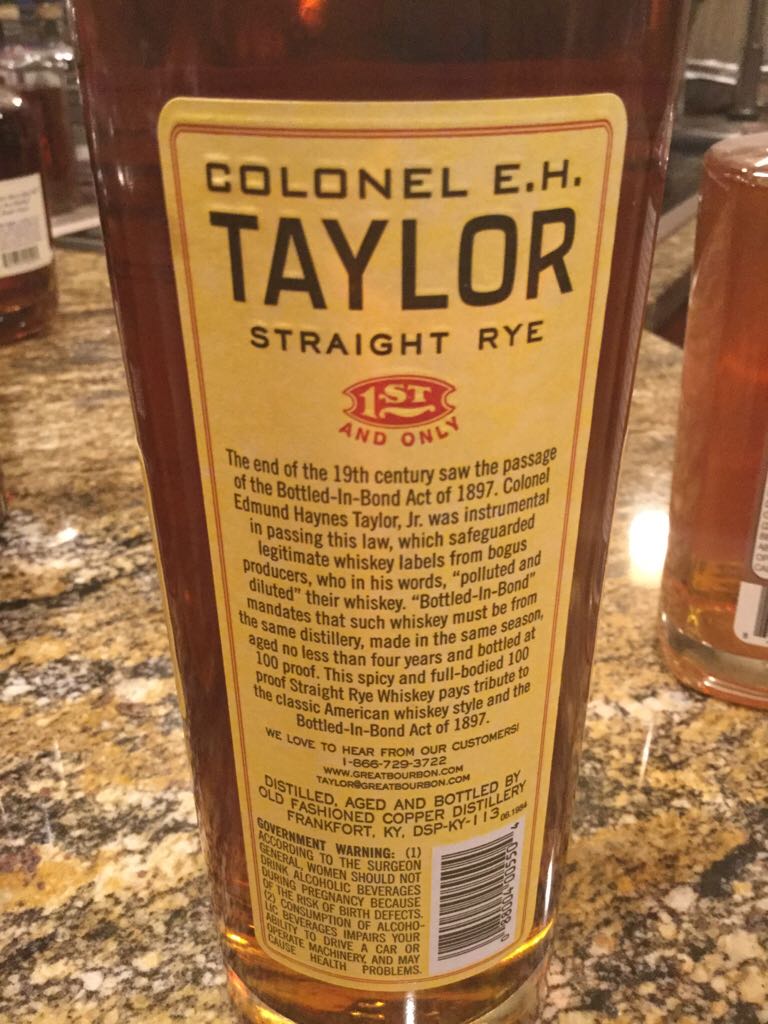 COLONEL E.H.
TAYLOR
STRAIGHT RYE
1ST
AND ONLY
The end of the 19th century saw the passage
of the Bottled-In-Bond Act of 1897. Colonel
Edmund Haynes Taylor, Jr. was instrumental
in passing this law, which safeguarded
legitimate whiskey labels from bogus
producers, who in his words, “polluted and
diluted” their whiskey. “Bottled-In-Bond”
mandates that such whiskey must be from
the same distillery, made in the same season,
aged no less than four years and bottled at
100 proof. This spicy and full-bodied 100
proof Straight Rye Whiskey pays tribute to
the classic American whiskey style and the
Bottled-In-Bond Act of 1897.
WE LOVE TO HEAR FROM OUR CUSTOMERS!
1-866-729-3722
WWW.GREATBOURBON.COM
TAYLOR@GREATBOURBON.COM
DISTILLED, AGED AND BOTTLED BY
OLD FASHIONED COPPER DISTILLERY
FRANKFORT, KY, DSP-KY-113 06.1984
GOVERNMENT WARNING: (1)
ACCORDING TO THE SURGEON
GENERAL, WOMEN SHOULD NOT
DRINK ALCOHOLIC BEVERAGES
DURING PREGNANCY BECAUSE
OF THE RISK OF BIRTH DEFECTS.
(2) CONSUMPTION OF ALCOHO-
LIC BEVERAGES IMPAIRS YOUR
ABILITY TO DRIVE A CAR OR
OPERATE MACHINERY, AND MAY
CAUSE HEALTH PROBLEMS.
0 88004 00550 4